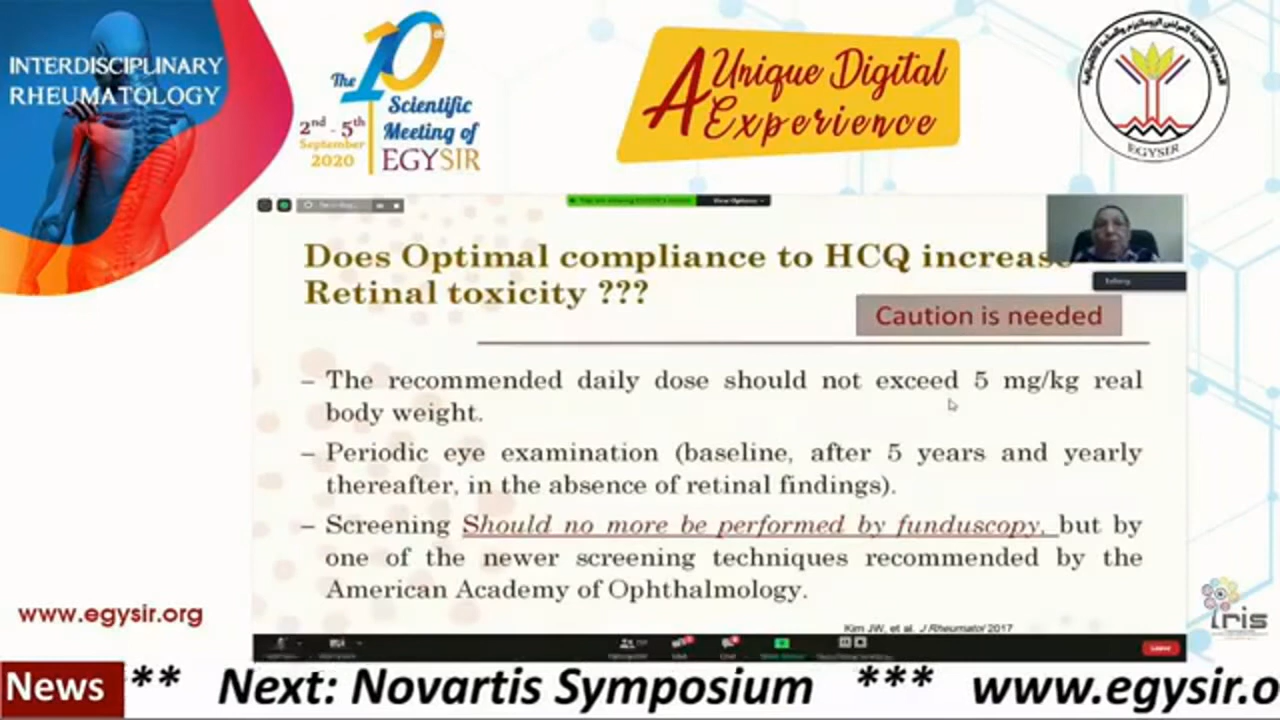 INTERDISCIPLINARY
RHEUMATOLOGY
The 10th
Scientific
Meeting of
EGYSIR
2nd - 5th
September
2020
A Unique Digital
Experience
EGYSIR
View Options
Does Optimal compliance to HCQ increase
Retinal toxicity ???
Caution is needed
– The recommended daily dose should not exceed 5 mg/kg real
body weight.
– Periodic eye examination (baseline, after 5 years and yearly
thereafter, in the absence of retinal findings).
– Screening Should no more be performed by funduscopy, but by
one of the newer screening techniques recommended by the
American Academy of Ophthalmology.
Kim JW, et al. J Rheumatol 2017
Leave
www.egysir.org
iris
News ** Next: Novartis Symposium *** www.egysir.o